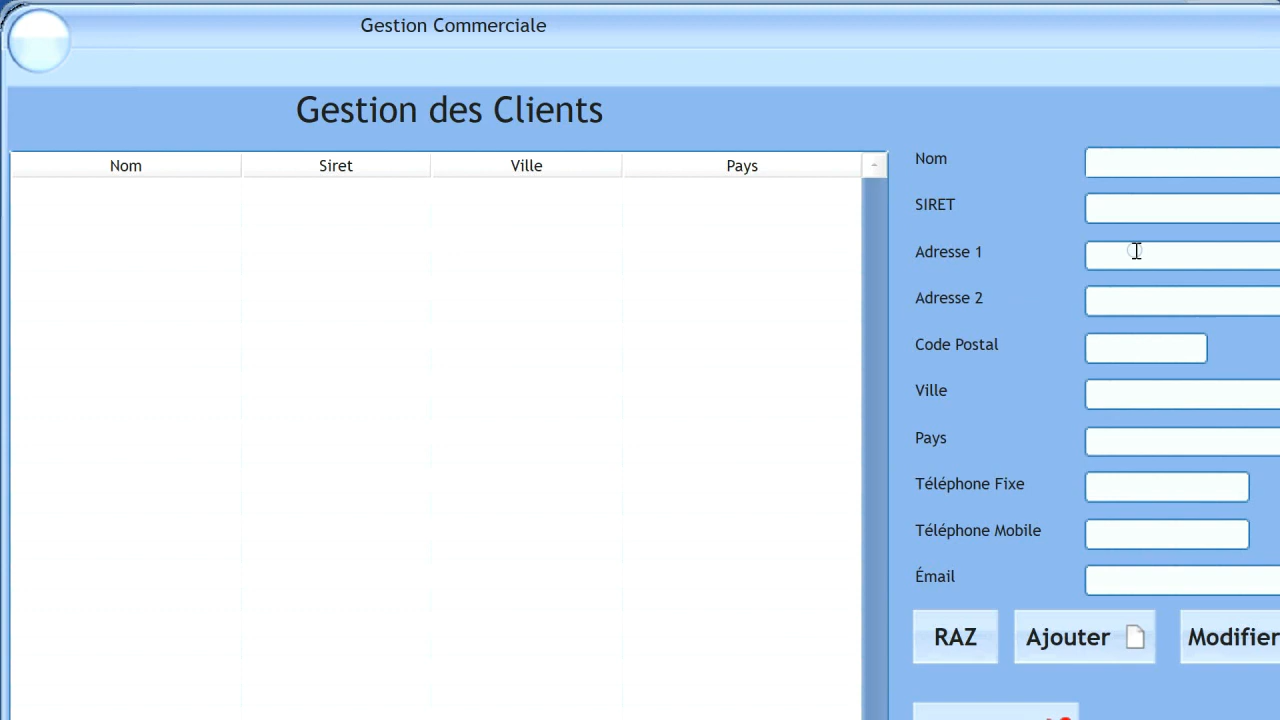 Gestion Commerciale
Gestion des Clients
Nom Siret Ville Pays
Nom
SIRET
Adresse 1
Adresse 2
Code Postal
Ville
Pays
Téléphone Fixe
Téléphone Mobile
Émail
RAZ Ajouter Modifier